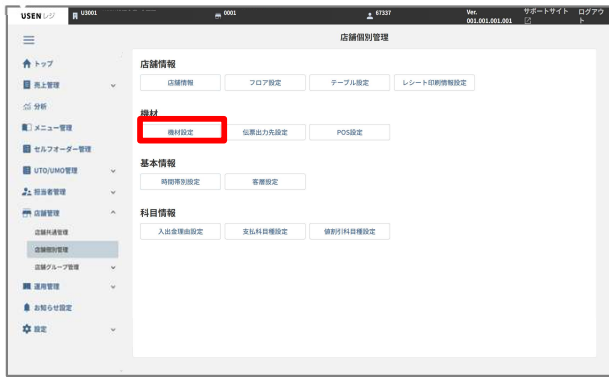 USENレジ
U3001
0001
67337
Ver.
001.001.001.001
サポートサイト
ログアウト
店舗個別管理
トップ
売上管理
分析
メニュー管理
セルフオーダー管理
UTO/UMO管理
担当者管理
店舗管理
店舗共通管理
店舗個別管理
店舗グループ管理
運用管理
お知らせ設定
設定
店舗情報
店舗情報 フロア設定 テーブル設定 レシート印刷情報設定
機材
機材設定 伝票出力先設定 POS設定
基本情報
時間帯別設定 客層設定
科目情報
入出金理由設定 支払科目種設定 値割引科目種設定